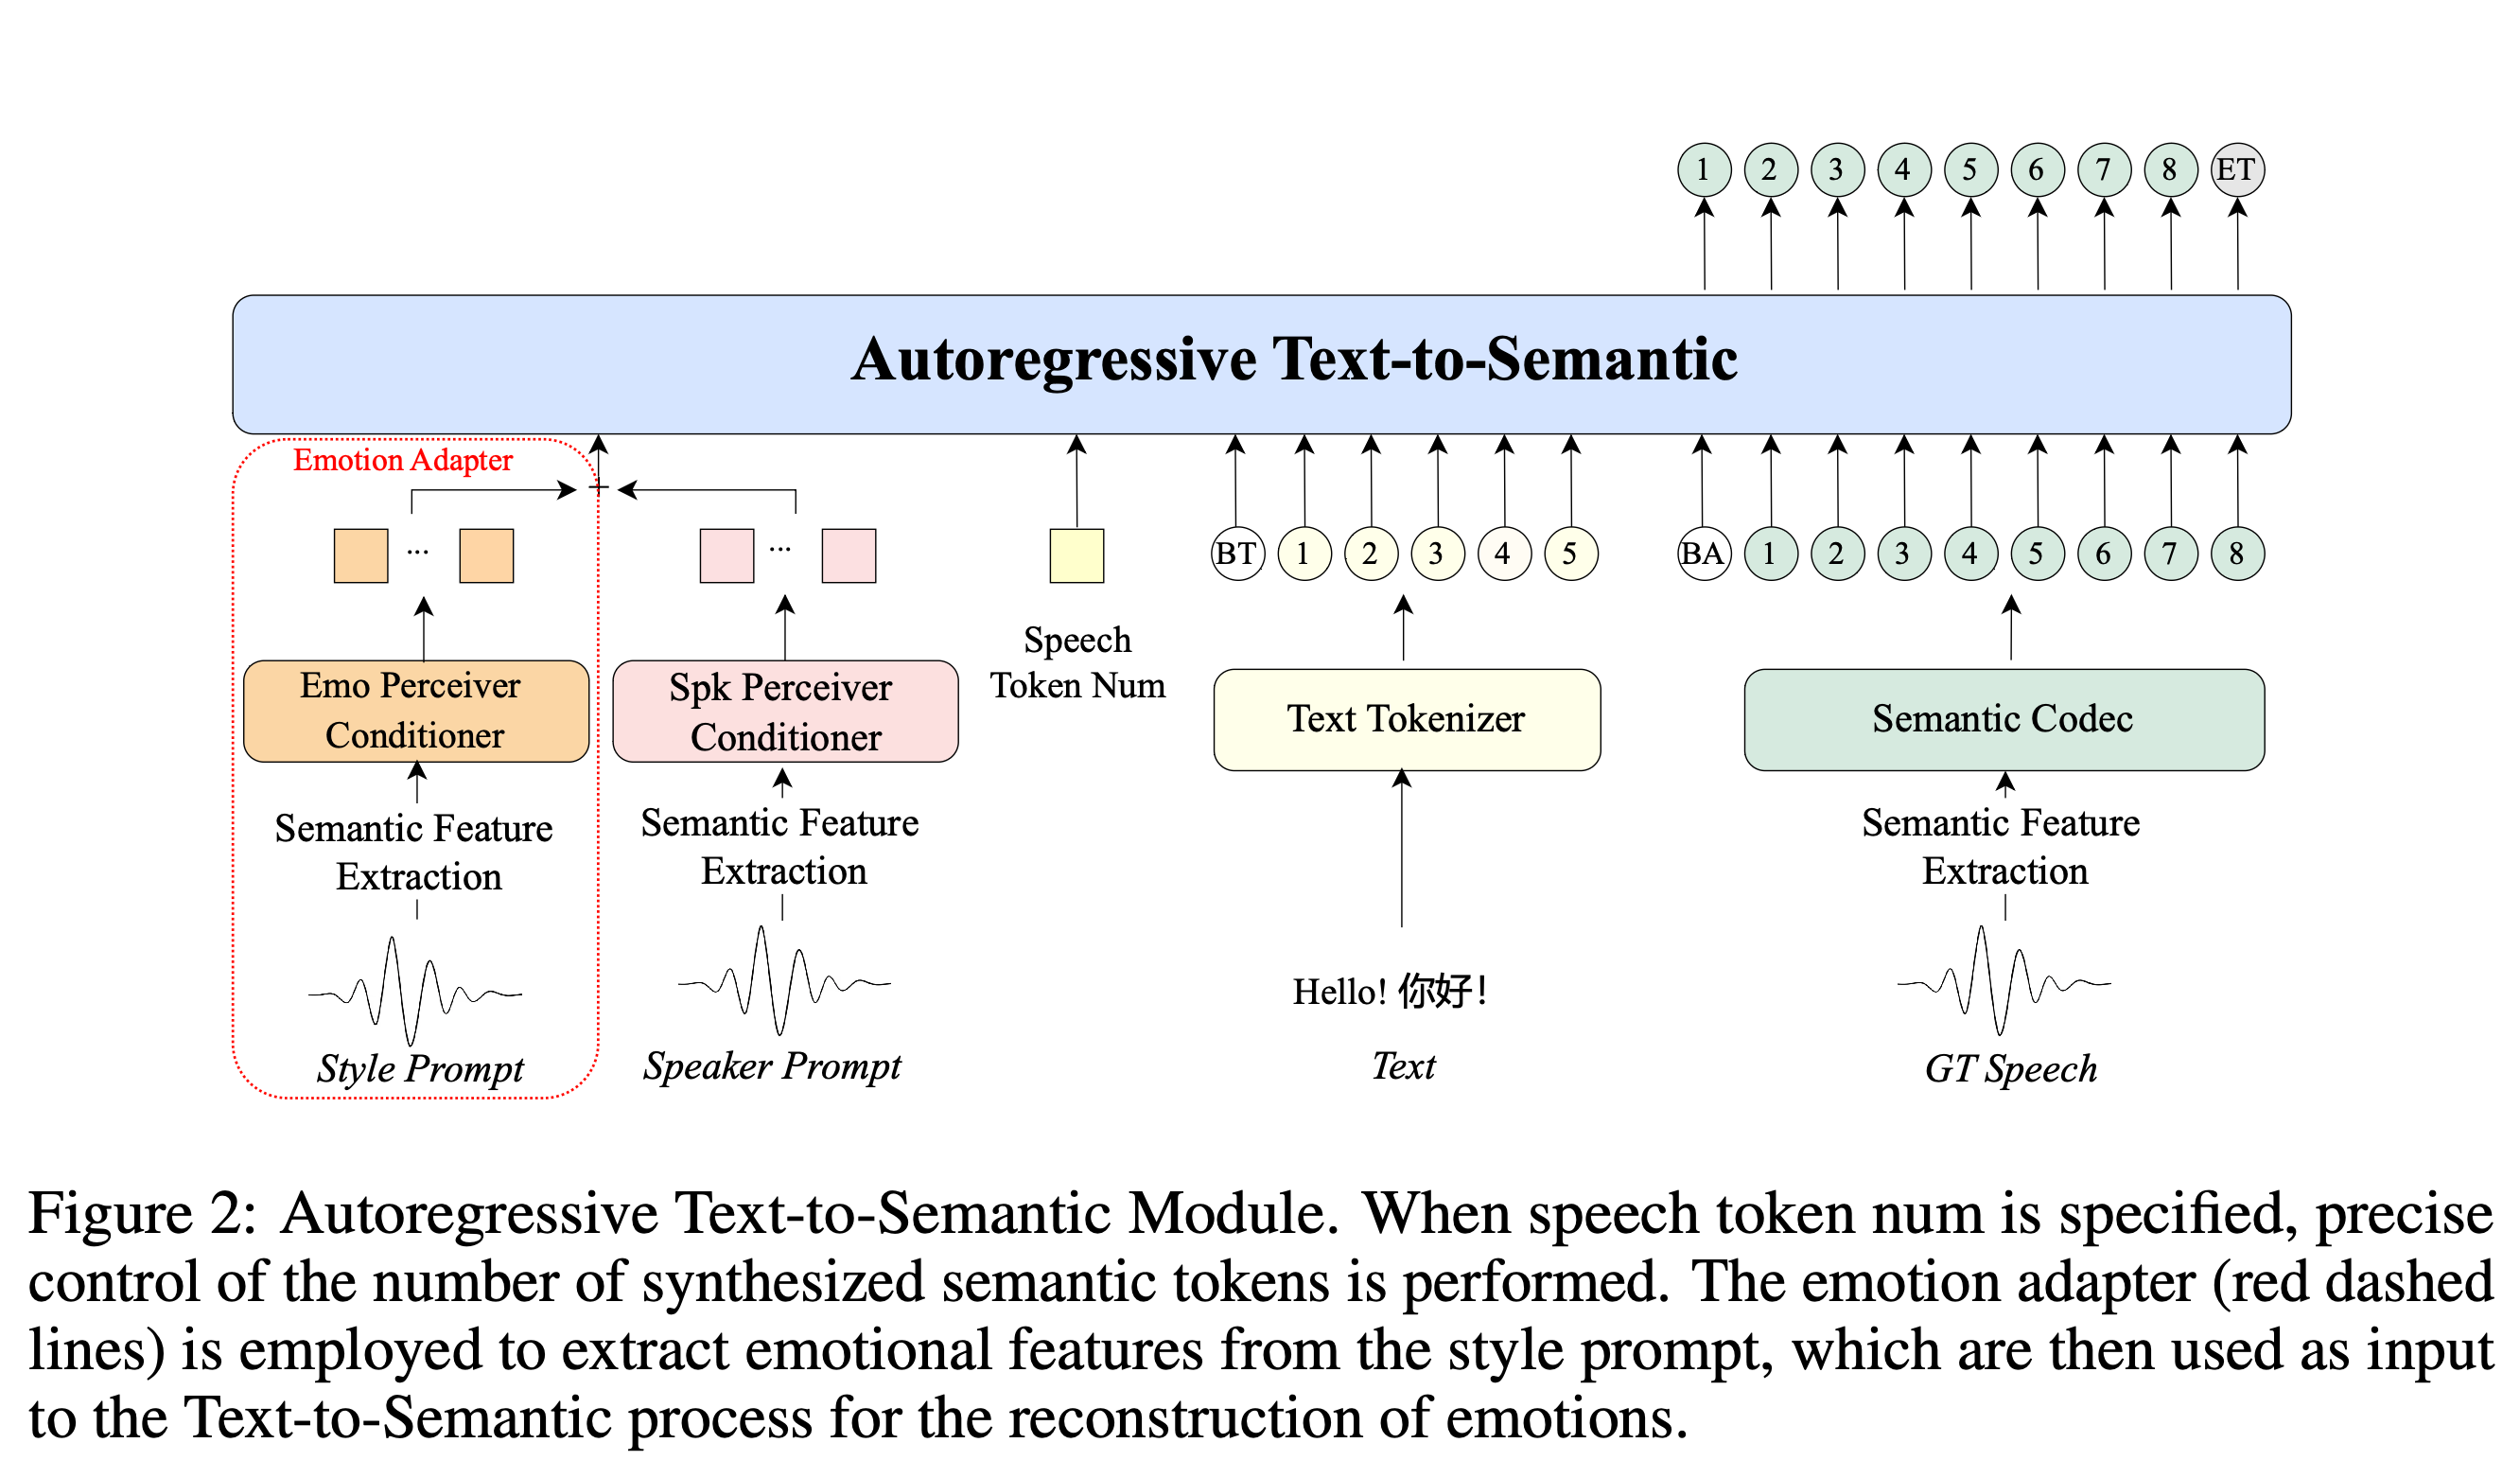 1 2 3 4 5 6 7 8 ET
Autoregressive Text-to-Semantic
Emotion Adapter
+
... ...
BT 1 2 3 4 5 BA 1 2 3 4 5 6 7 8
Speech
Token Num
Emo Perceiver
Conditioner
Spk Perceiver
Conditioner
Text Tokenizer
Semantic Codec
Semantic Feature
Extraction
Semantic Feature
Extraction
Semantic Feature
Extraction
Hello! 你好!
Style Prompt
Speaker Prompt
Text
GT Speech
Figure 2: Autoregressive Text-to-Semantic Module. When speech token num is specified, precise
control of the number of synthesized semantic tokens is performed. The emotion adapter (red dashed
lines) is employed to extract emotional features from the style prompt, which are then used as input
to the Text-to-Semantic process for the reconstruction of emotions.